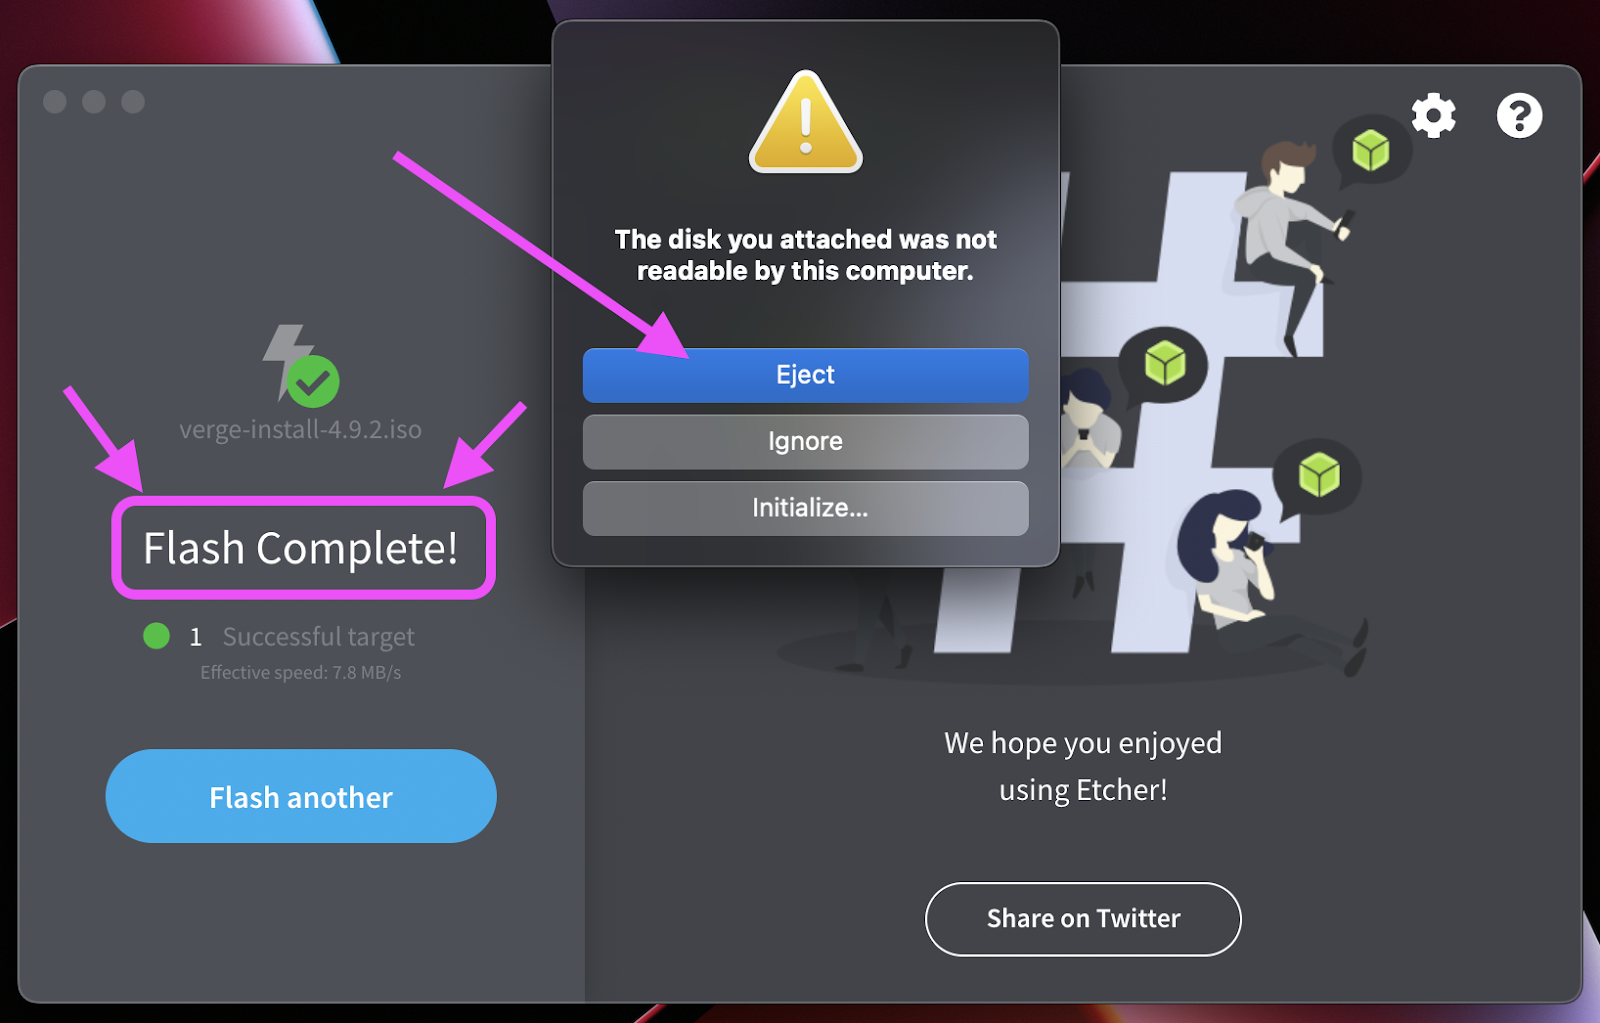 The disk you attached was not
readable by this computer.
Eject
Ignore
Initialize...
verge-install-4.9.2.iso
Flash Complete!
1 Successful target
Effective speed: 7.8 MB/s
Flash another
We hope you enjoyed
using Etcher!
Share on Twitter